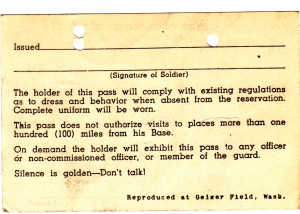 Issued
(Signature of Soldier)
The holder of this pass will comply with existing regulations
as to dress and behavior when absent from the reservation.
Complete uniform will be worn.
This pass does not authorize visits to places more than one
hundred (100) miles from his Base.
On demand the holder will exhibit this pass to any officer
or non-commissioned officer, or member of the guard.
Silence is golden—Don't talk!
Reproduced at Geiger Field, Wash.